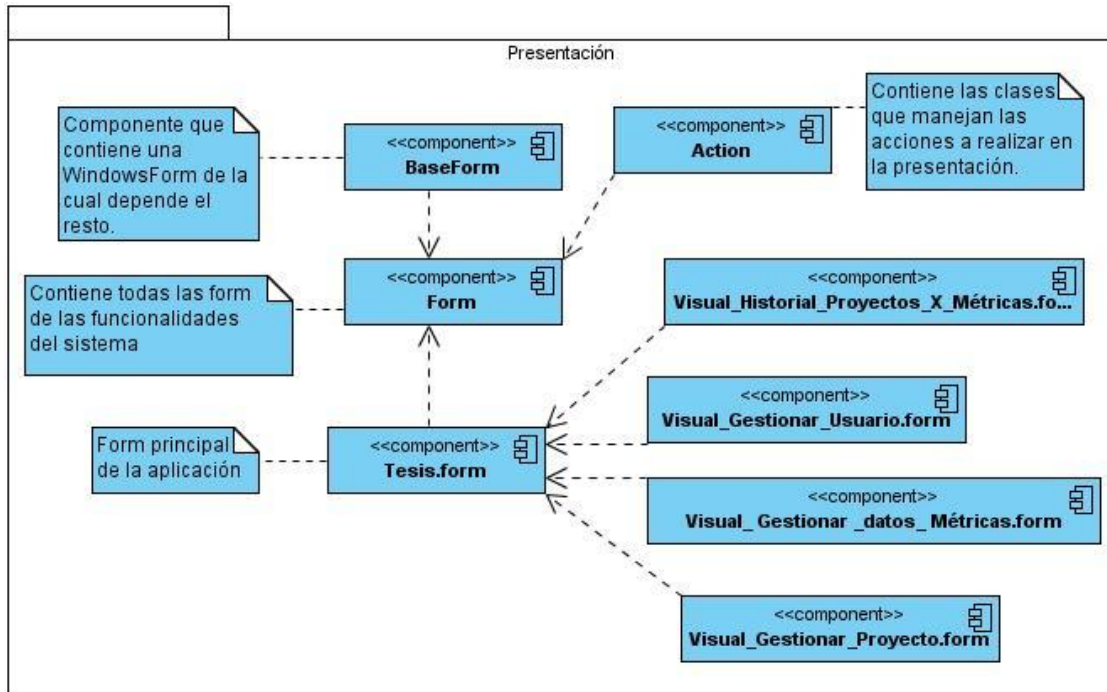 Presentación
Componente que
contiene una
WindowsForm de la
cual depende el
resto.
<<component>>
BaseForm
<<component>>
Action
Contiene las clases
que manejan las
acciones a realizar en
la presentación.
Contiene todas las form
de las funcionalidades
del sistema
<<component>>
Form
<<component>>
Visual_Historial_Proyectos_X_Métricas.fo...
<<component>>
Visual_Gestionar_Usuario.form
Form principal
de la aplicación
<<component>>
Tesis.form
<<component>>
Visual_ Gestionar _datos_ Métricas.form
<<component>>
Visual_Gestionar_Proyecto.form